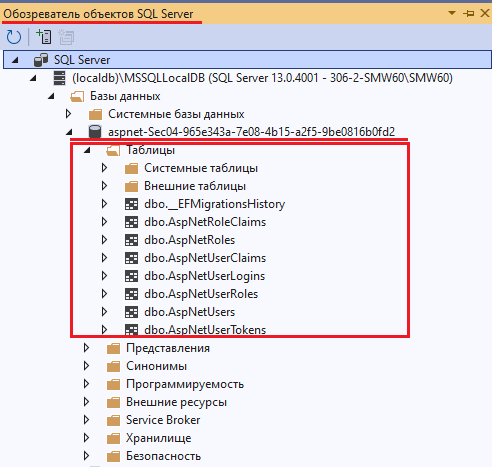 Обозреватель объектов SQL Server
SQL Server
(localdb)\MSSQLLocalDB (SQL Server 13.0.4001 - 306-2-SMW60\SMW60)
Базы данных
Системные базы данных
aspnet-Sec04-965e343a-7e08-4b15-a2f5-9be0816b0fd2
Таблицы
Системные таблицы
Внешние таблицы
dbo.__EFMigrationsHistory
dbo.AspNetRoleClaims
dbo.AspNetRoles
dbo.AspNetUserClaims
dbo.AspNetUserLogins
dbo.AspNetUserRoles
dbo.AspNetUsers
dbo.AspNetUserTokens
Представления
Синонимы
Программируемость
Внешние ресурсы
Service Broker
Хранилище
Безопасность